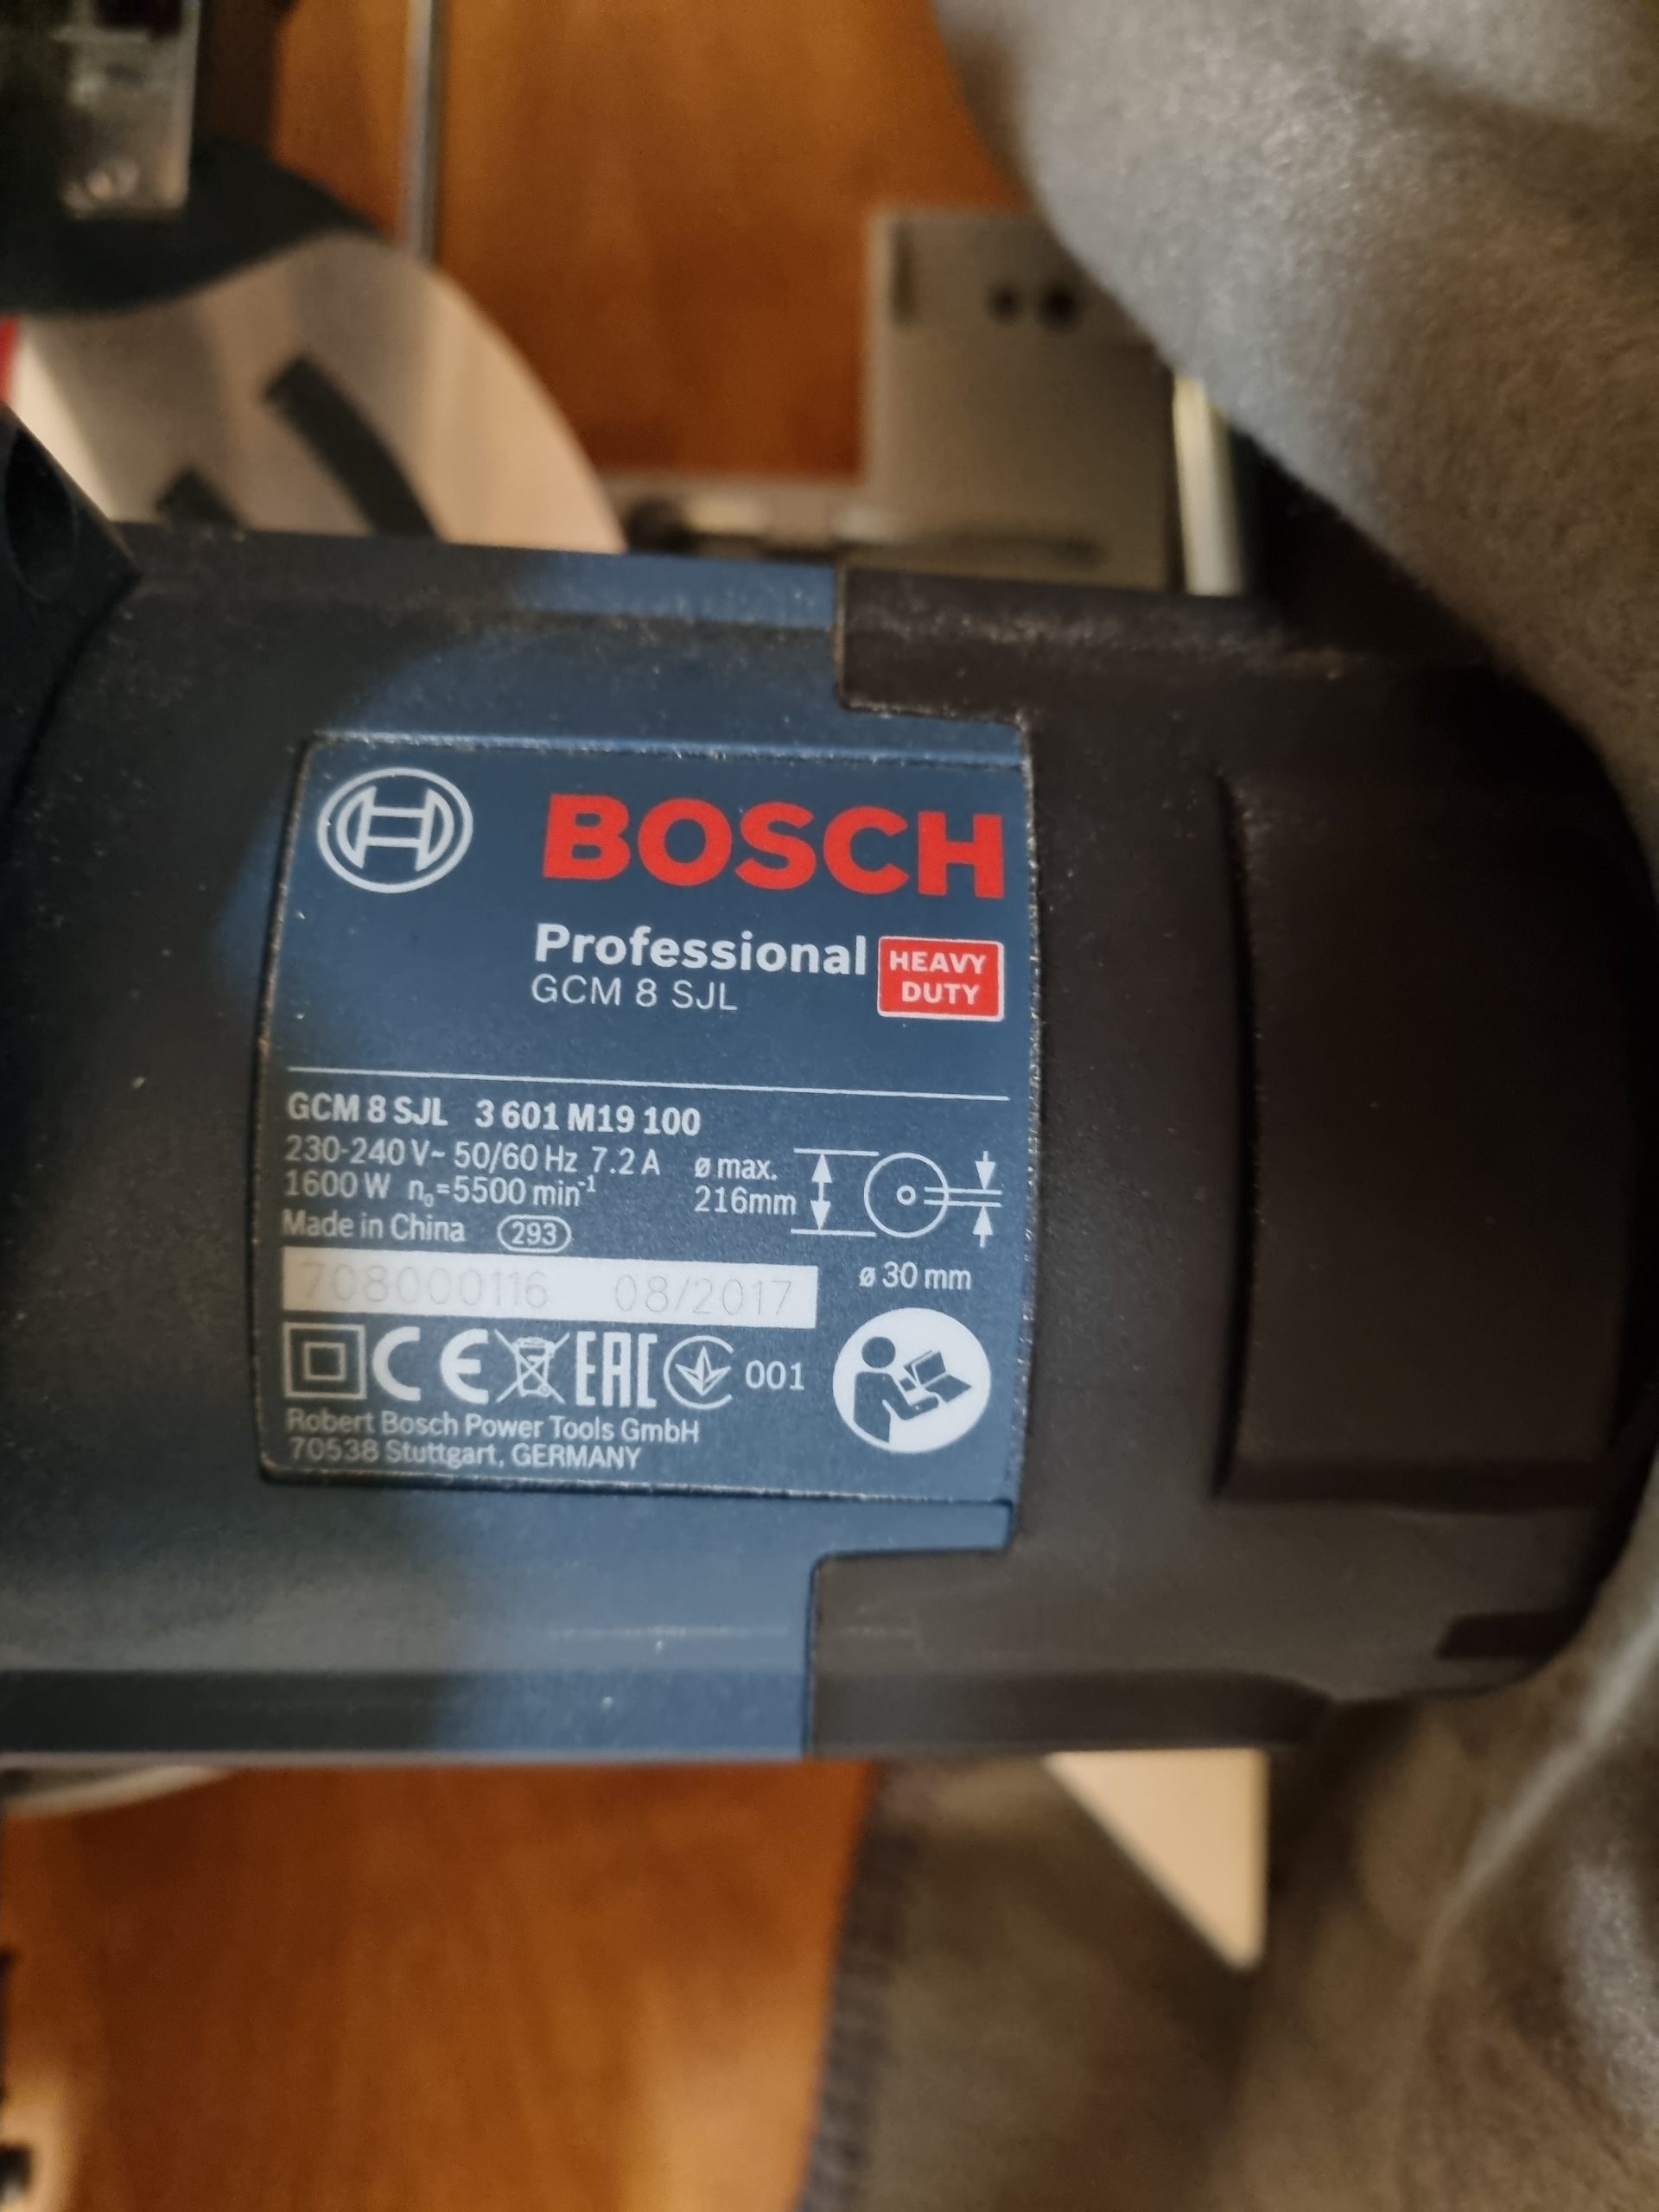 BOSCH
Professional HEAVY DUTY
GCM 8 SJL
GCM 8 SJL 3 601 M19 100
230-240 V~ 50/60 Hz 7.2 A
1600 W n₀=5500 min⁻¹
ø max.
216mm
Made in China 293
708000116 08/2017
ø 30 mm
CE EAC 001
Robert Bosch Power Tools GmbH
70538 Stuttgart, GERMANY